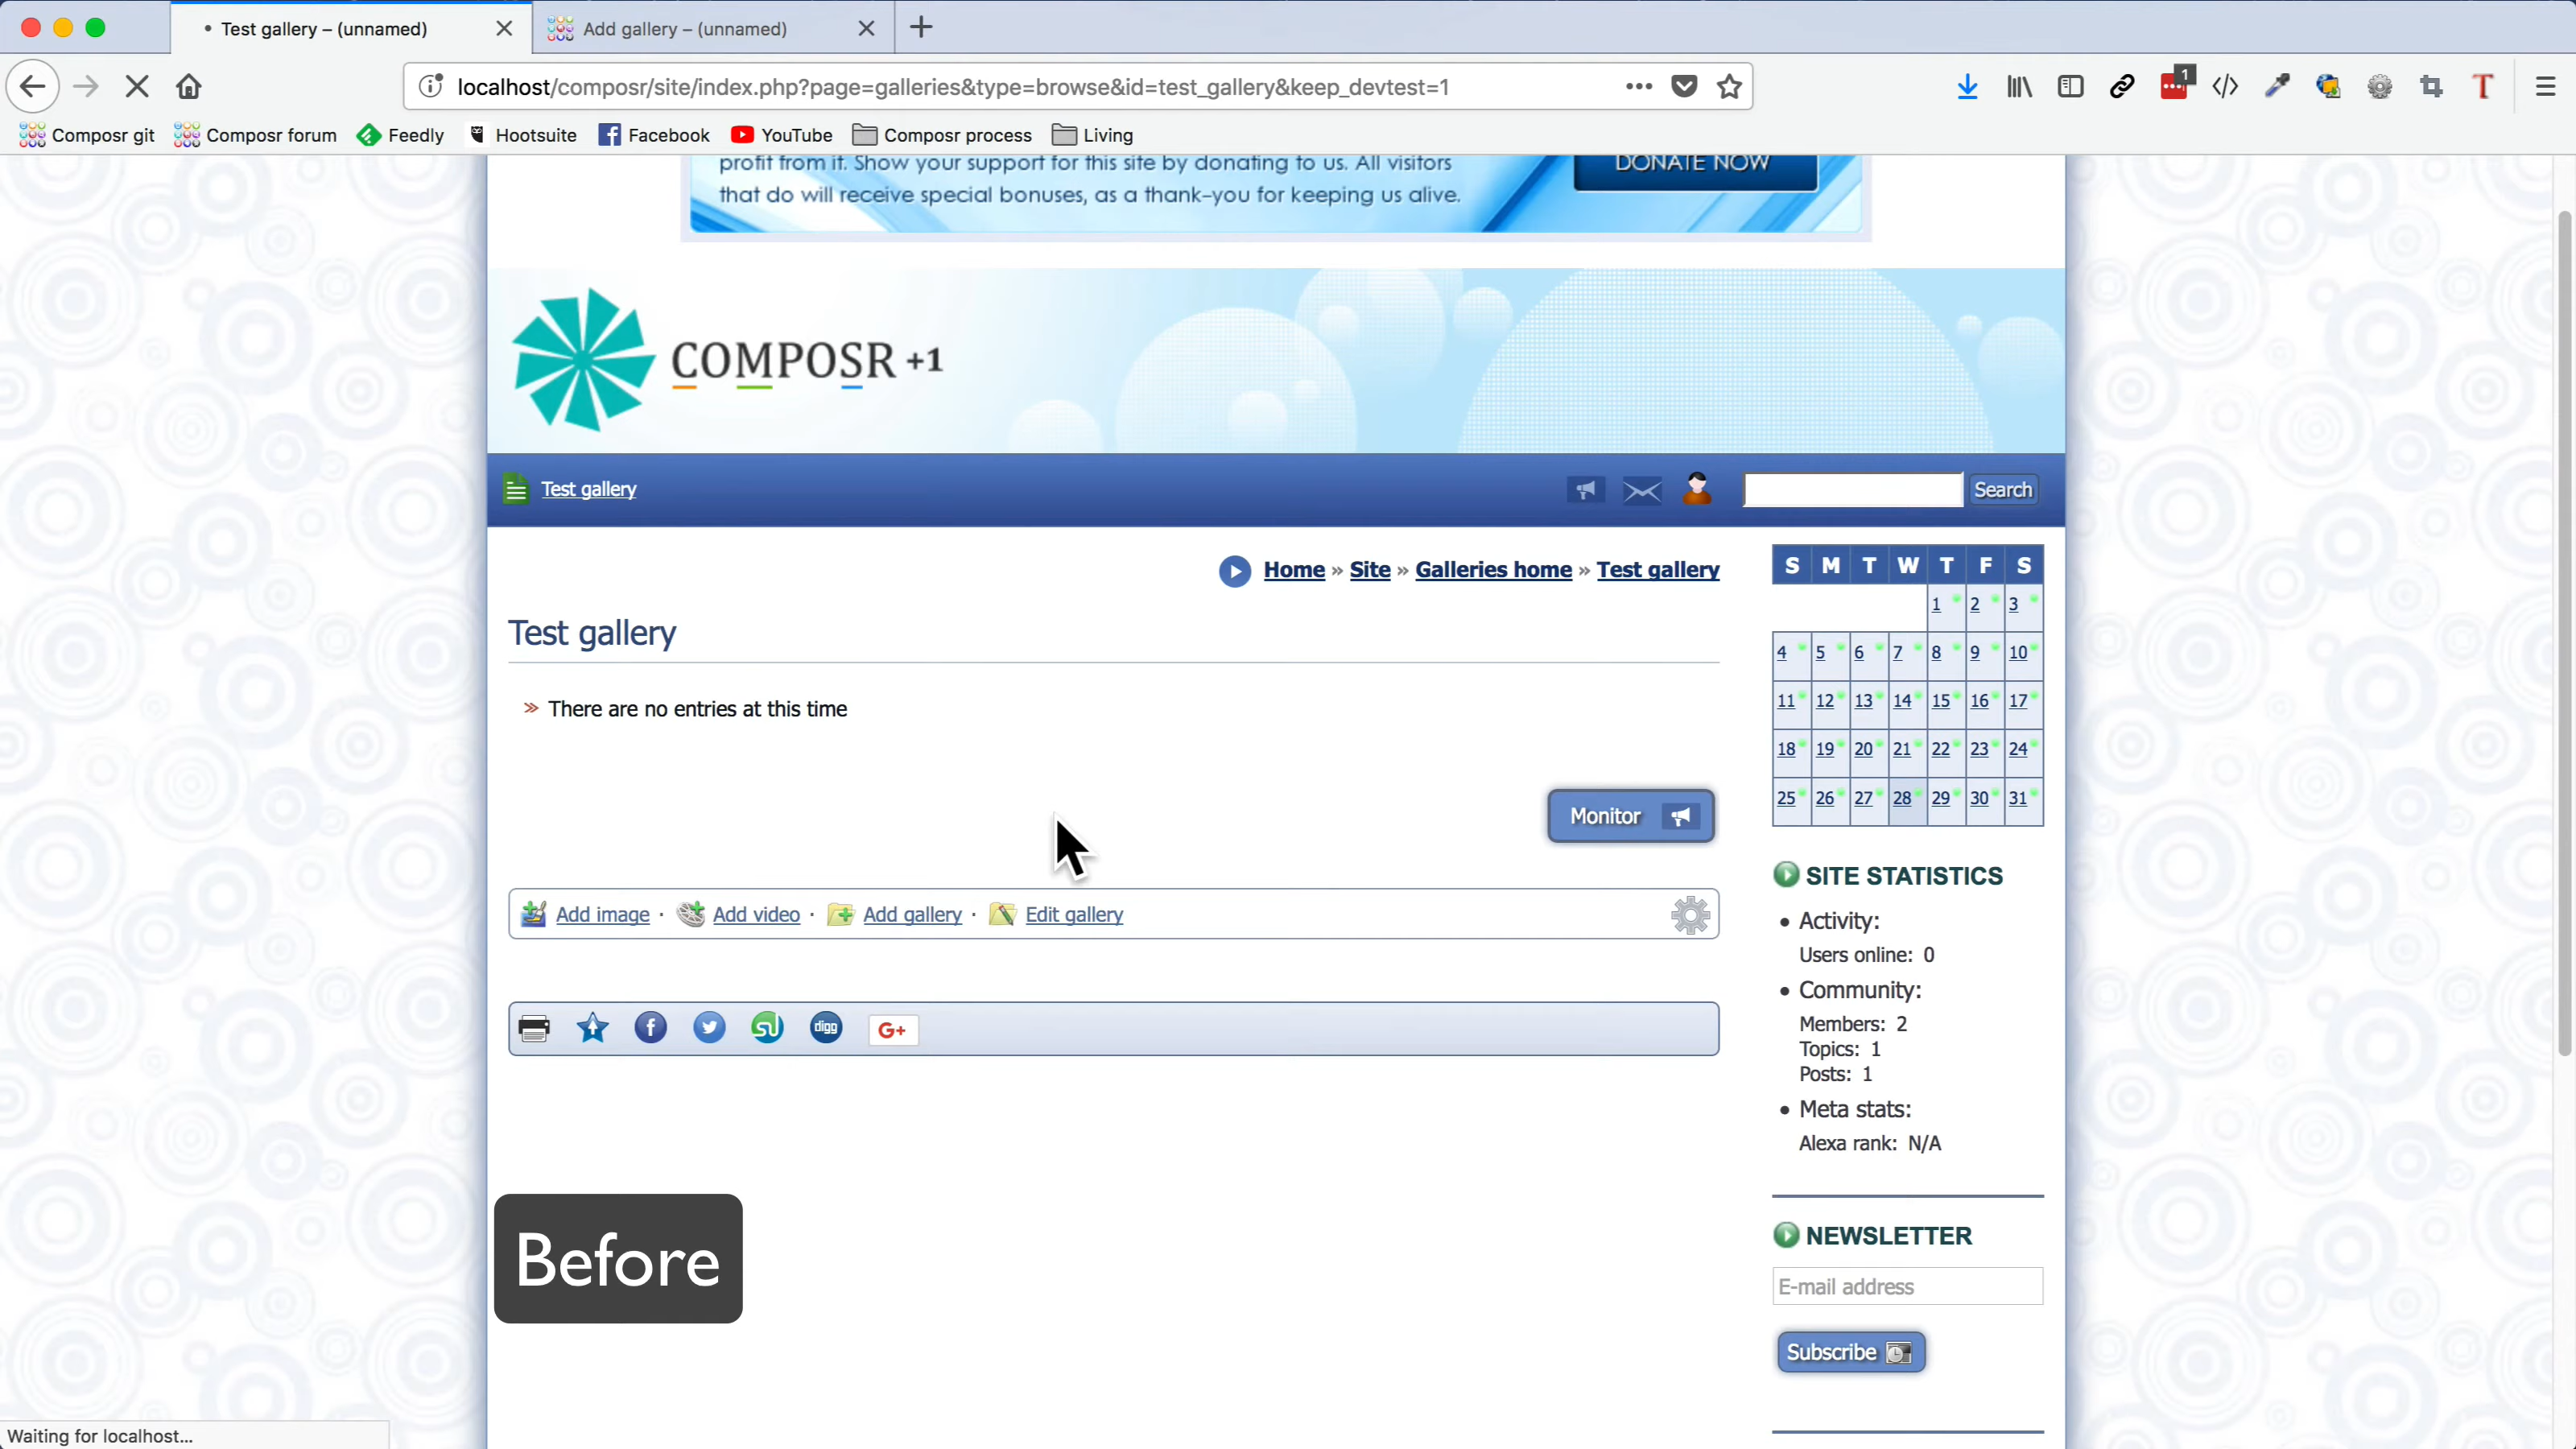 Test gallery – (unnamed)
Add gallery – (unnamed)
localhost/composr/site/index.php?page=galleries&type=browse&id=test_gallery&keep_devtest=1
1
Composr git
Composr forum
Feedly
Hootsuite
Facebook
YouTube
Composr process
Living
profit from it. Show your support for this site by donating to us. All visitors
that do will receive special bonuses, as a thank-you for keeping us alive.
DONATE NOW
COMPOSR +1
Test gallery
Search
Home » Site » Galleries home » Test gallery
Test gallery
» There are no entries at this time
Monitor
Add image · Add video · Add gallery · Edit gallery
digg
G+
S M T W T F S
1 2 3
4 5 6 7 8 9 10
11 12 13 14 15 16 17
18 19 20 21 22 23 24
25 26 27 28 29 30 31
SITE STATISTICS
• Activity:
Users online: 0
• Community:
Members: 2
Topics: 1
Posts: 1
• Meta stats:
Alexa rank: N/A
NEWSLETTER
E-mail address
Subscribe
Before
Waiting for localhost...